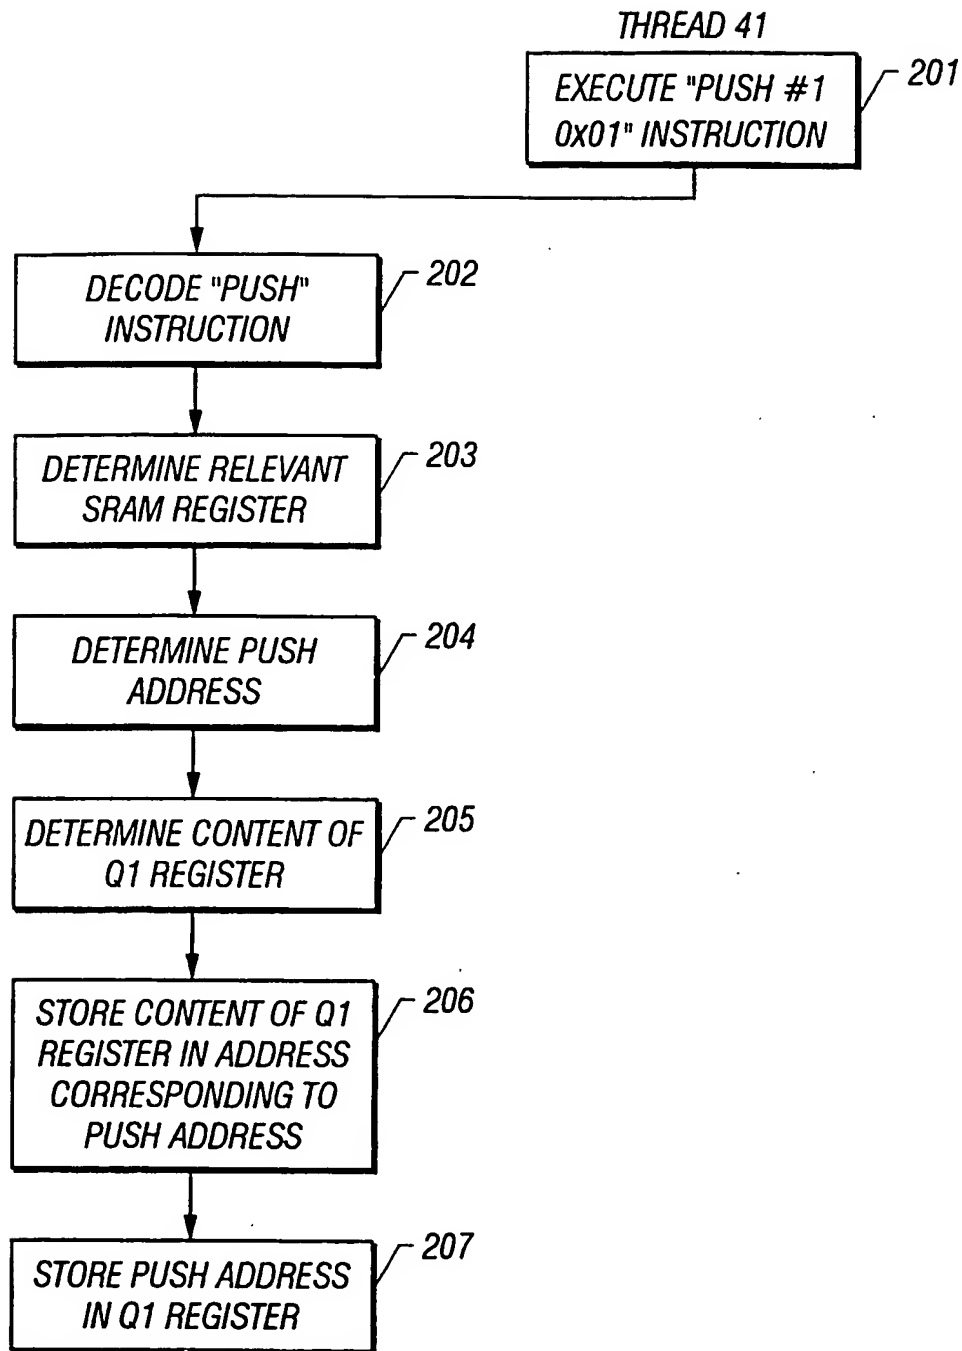 THREAD 41
EXECUTE "PUSH #1
0x01" INSTRUCTION
201
DECODE "PUSH"
INSTRUCTION
202
DETERMINE RELEVANT
SRAM REGISTER
203
DETERMINE PUSH
ADDRESS
204
DETERMINE CONTENT OF
Q1 REGISTER
205
STORE CONTENT OF Q1
REGISTER IN ADDRESS
CORRESPONDING TO
PUSH ADDRESS
206
STORE PUSH ADDRESS
IN Q1 REGISTER
207